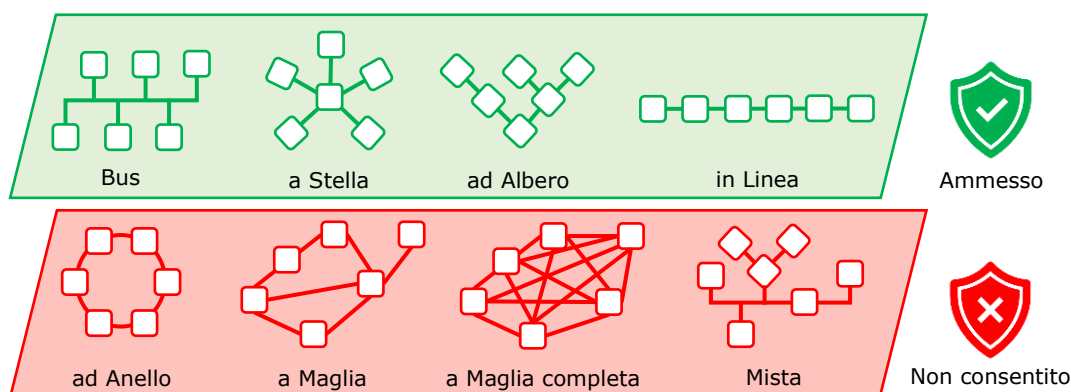 Bus
a Stella
ad Albero
in Linea
Ammesso
ad Anello
a Maglia
a Maglia completa
Mista
Non consentito